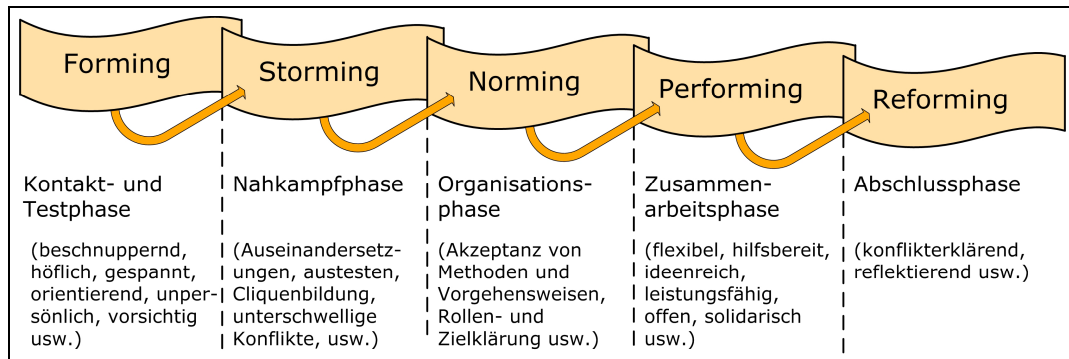 Forming
Storming
Norming
Performing
Reforming
Kontakt- und
Testphase
(beschnuppernd,
höflich, gespannt,
orientierend, unper-
sönlich, vorsichtig
usw.)
Nahkampfphase
(Auseinandersetz-
ungen, austesten,
Cliquenbildung,
unterschwellige
Konflikte, usw.)
Organisations-
phase
(Akzeptanz von
Methoden und
Vorgehensweisen,
Rollen- und
Zielklärung usw.)
Zusammen-
arbeitsphase
(flexibel, hilfsbereit,
ideenreich,
leistungsfähig,
offen, solidarisch
usw.)
Abschlussphase
(konflikterklärend,
reflektierend usw.)